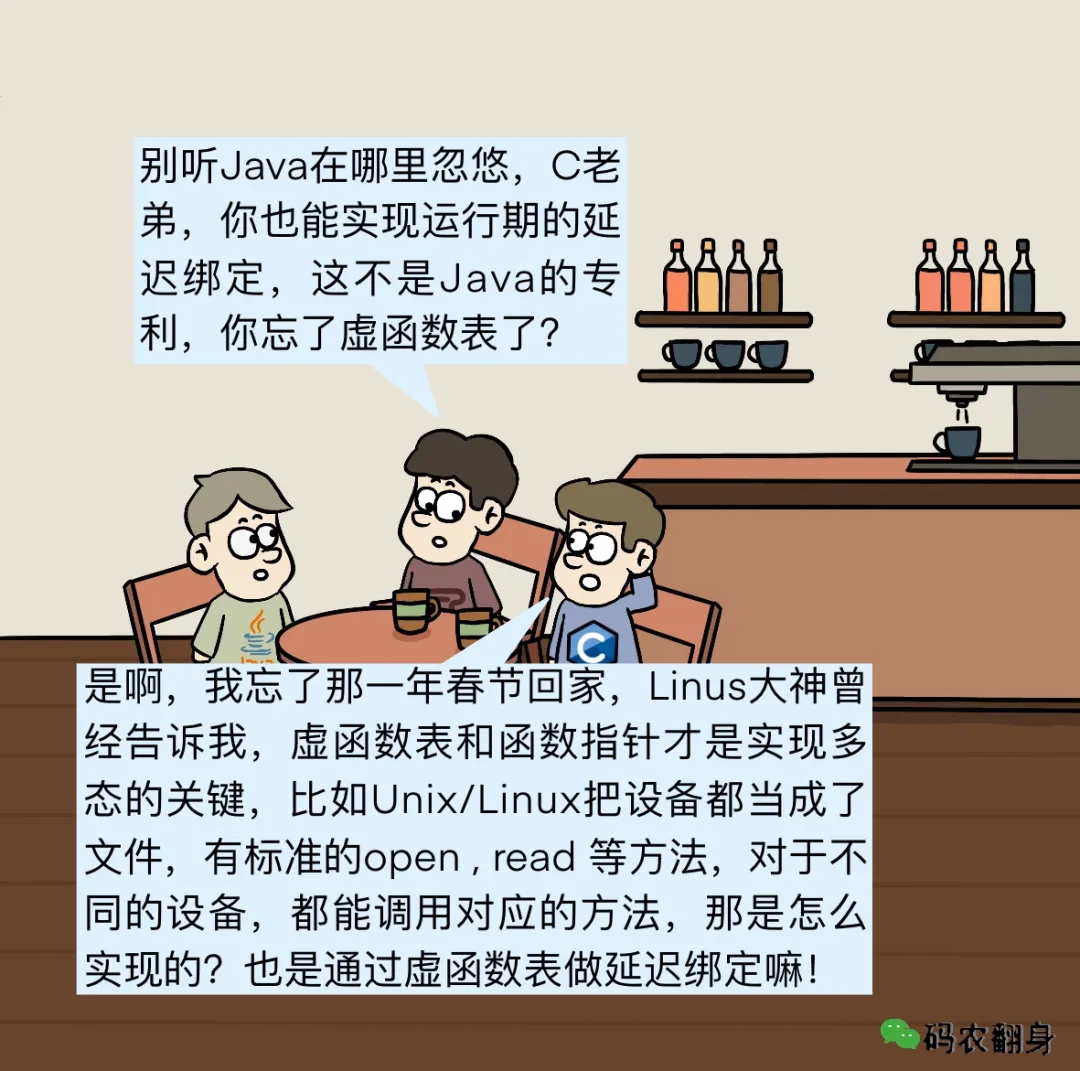 别听Java在哪里忽悠，C老
弟，你也能实现运行期的延
迟绑定，这不是Java的专
利，你忘了虚函数表了？
C
是啊，我忘了那一年春节回家，Linus大神曾
经告诉我，虚函数表和函数指针才是实现多
态的关键，比如Unix/Linux把设备都当成了
文件，有标准的open , read 等方法，对于不
同的设备，都能调用对应的方法，那是怎么
实现的？也是通过虚函数表做延迟绑定嘛！
码农翻身